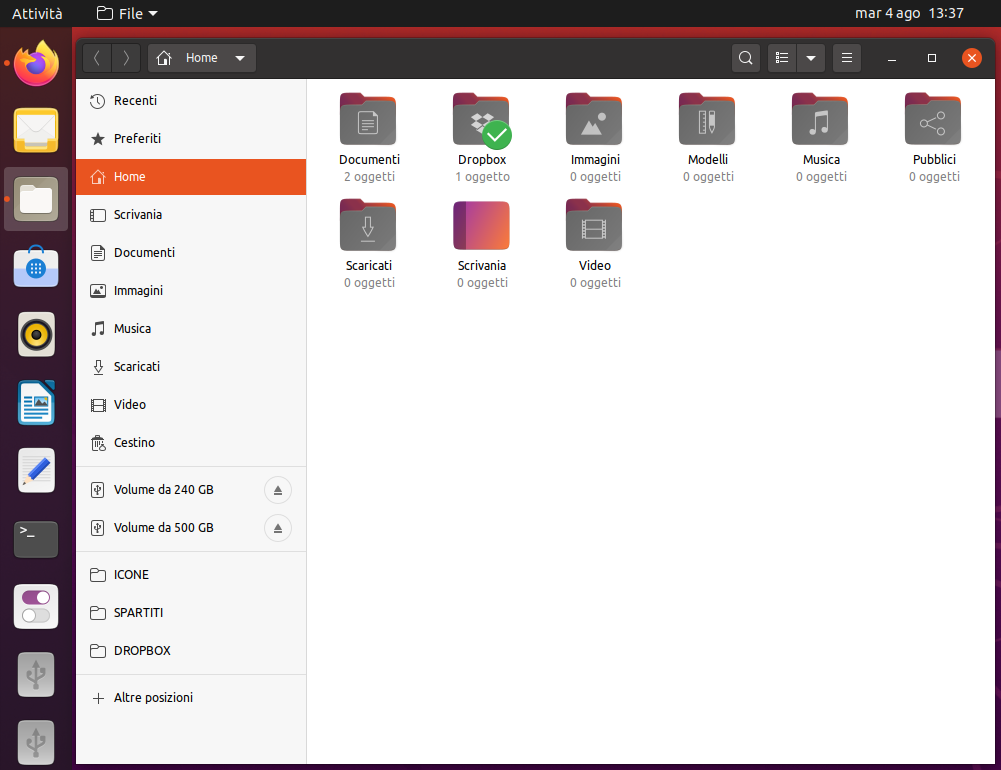 Attività
File
mar 4 ago 13:37
Home
Recenti
Preferiti
Home
Scrivania
Documenti
Immagini
Musica
Scaricati
Video
Cestino
Volume da 240 GB
Volume da 500 GB
ICONE
SPARTITI
DROPBOX
Altre posizioni
Documenti
2 oggetti
Dropbox
1 oggetto
Immagini
0 oggetti
Modelli
0 oggetti
Musica
0 oggetti
Pubblici
0 oggetti
Scaricati
0 oggetti
Scrivania
0 oggetti
Video
0 oggetti
>_